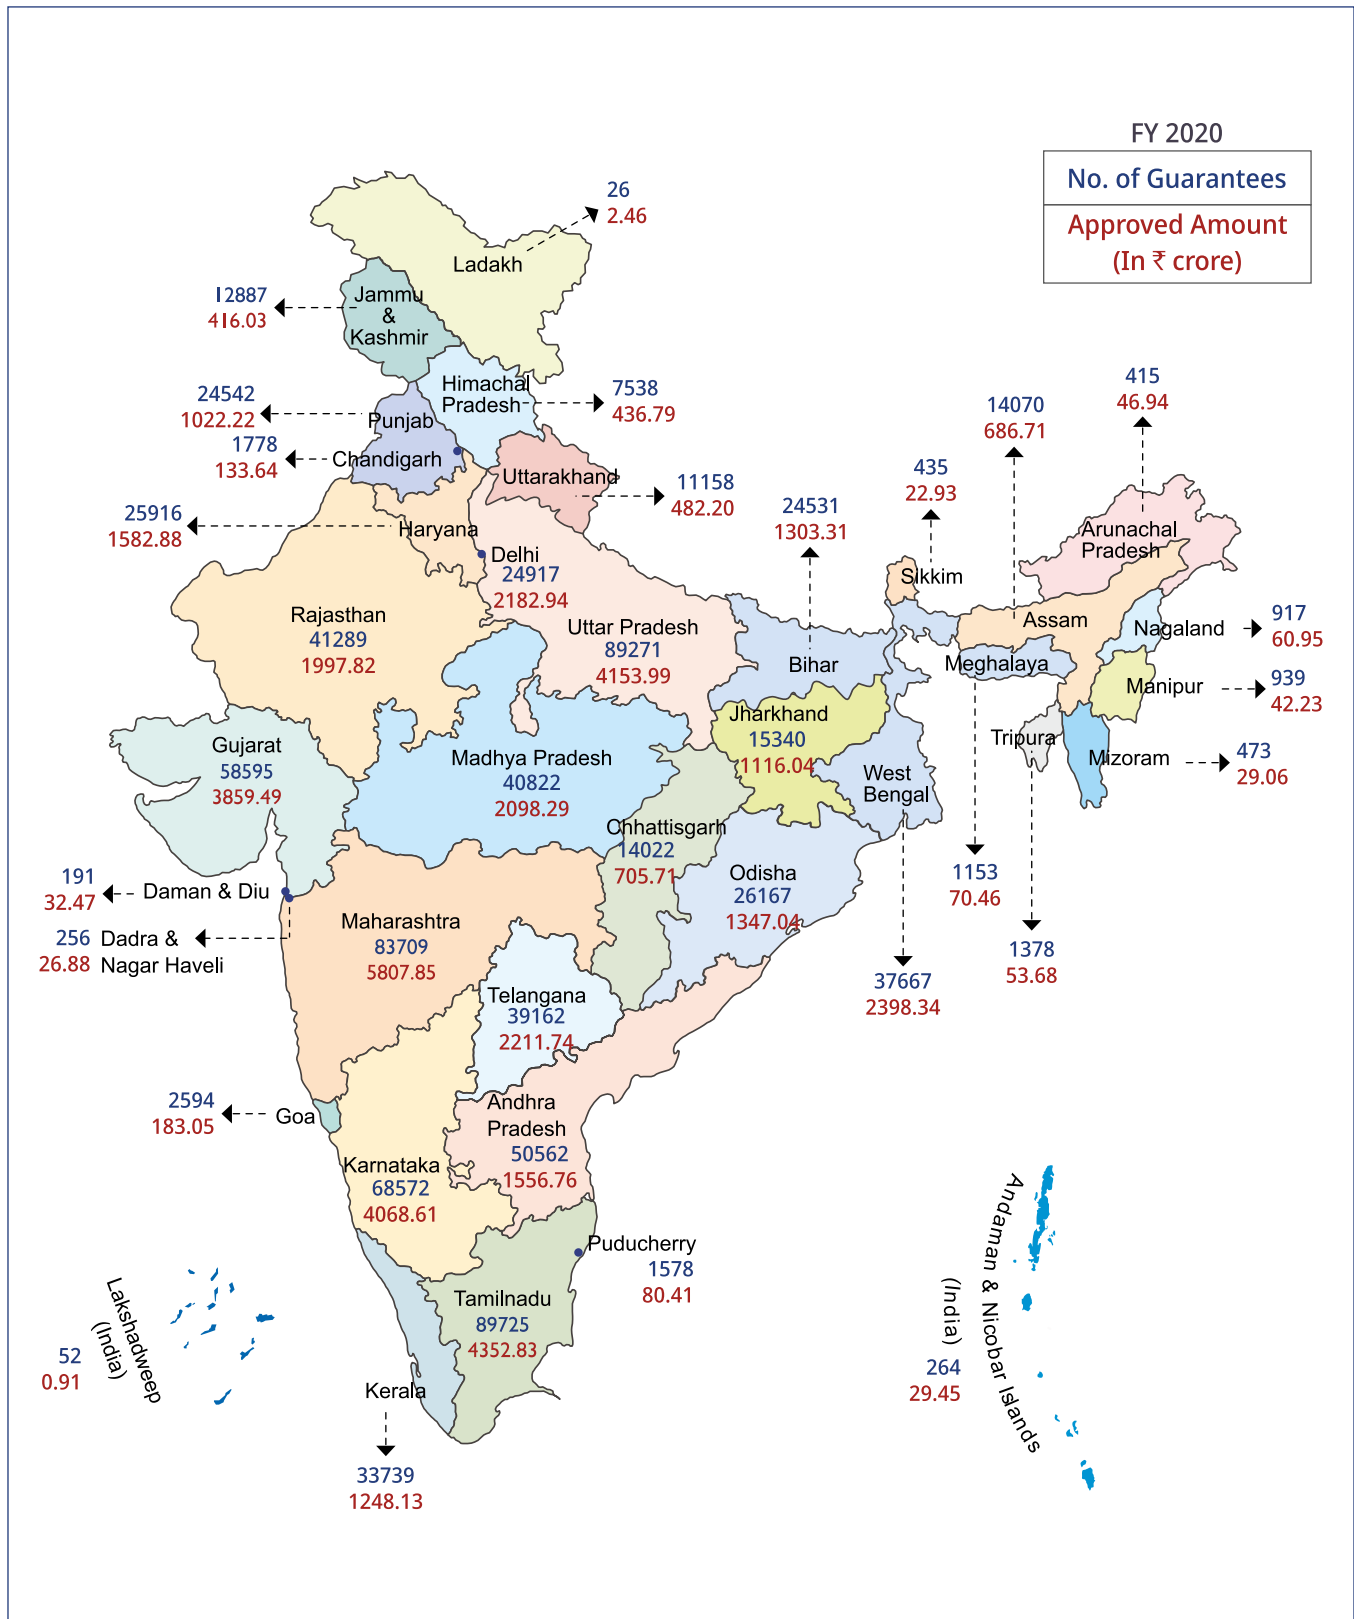 FY 2020
No. of Guarantees
Approved Amount
(In ₹ crore)
26
2.46
Ladakh
12887
416.03
Jammu
&
Kashmir
Himachal
Pradesh
7538
436.79
24542
1022.22
Punjab
1778
133.64
Chandigarh
Uttarakhand
11158
482.20
25916
1582.88
Haryana
Delhi
24917
2182.94
24531
1303.31
Bihar
435
22.93
Sikkim
14070
686.71
Assam
415
46.94
Arunachal
Pradesh
Nagaland
917
60.95
Manipur
939
42.23
Mizoram
473
29.06
Tripura
1378
53.68
Meghalaya
1153
70.46
Rajasthan
41289
1997.82
Uttar Pradesh
89271
4153.99
Jharkhand
15340
1116.04
West
Bengal
37667
2398.34
Gujarat
58595
3859.49
Madhya Pradesh
40822
2098.29
Chhattisgarh
14022
705.71
Odisha
26167
1347.04
191
32.47
Daman & Diu
256
26.88
Dadra &
Nagar Haveli
Maharashtra
83709
5807.85
Telangana
39162
2211.74
2594
183.05
Goa
Andhra
Pradesh
50562
1556.76
Karnataka
68572
4068.61
Puducherry
1578
80.41
Tamilnadu
89725
4352.83
Kerala
33739
1248.13
Lakshadweep
(India)
52
0.91
Andaman & Nicobar Islands
(India)
264
29.45